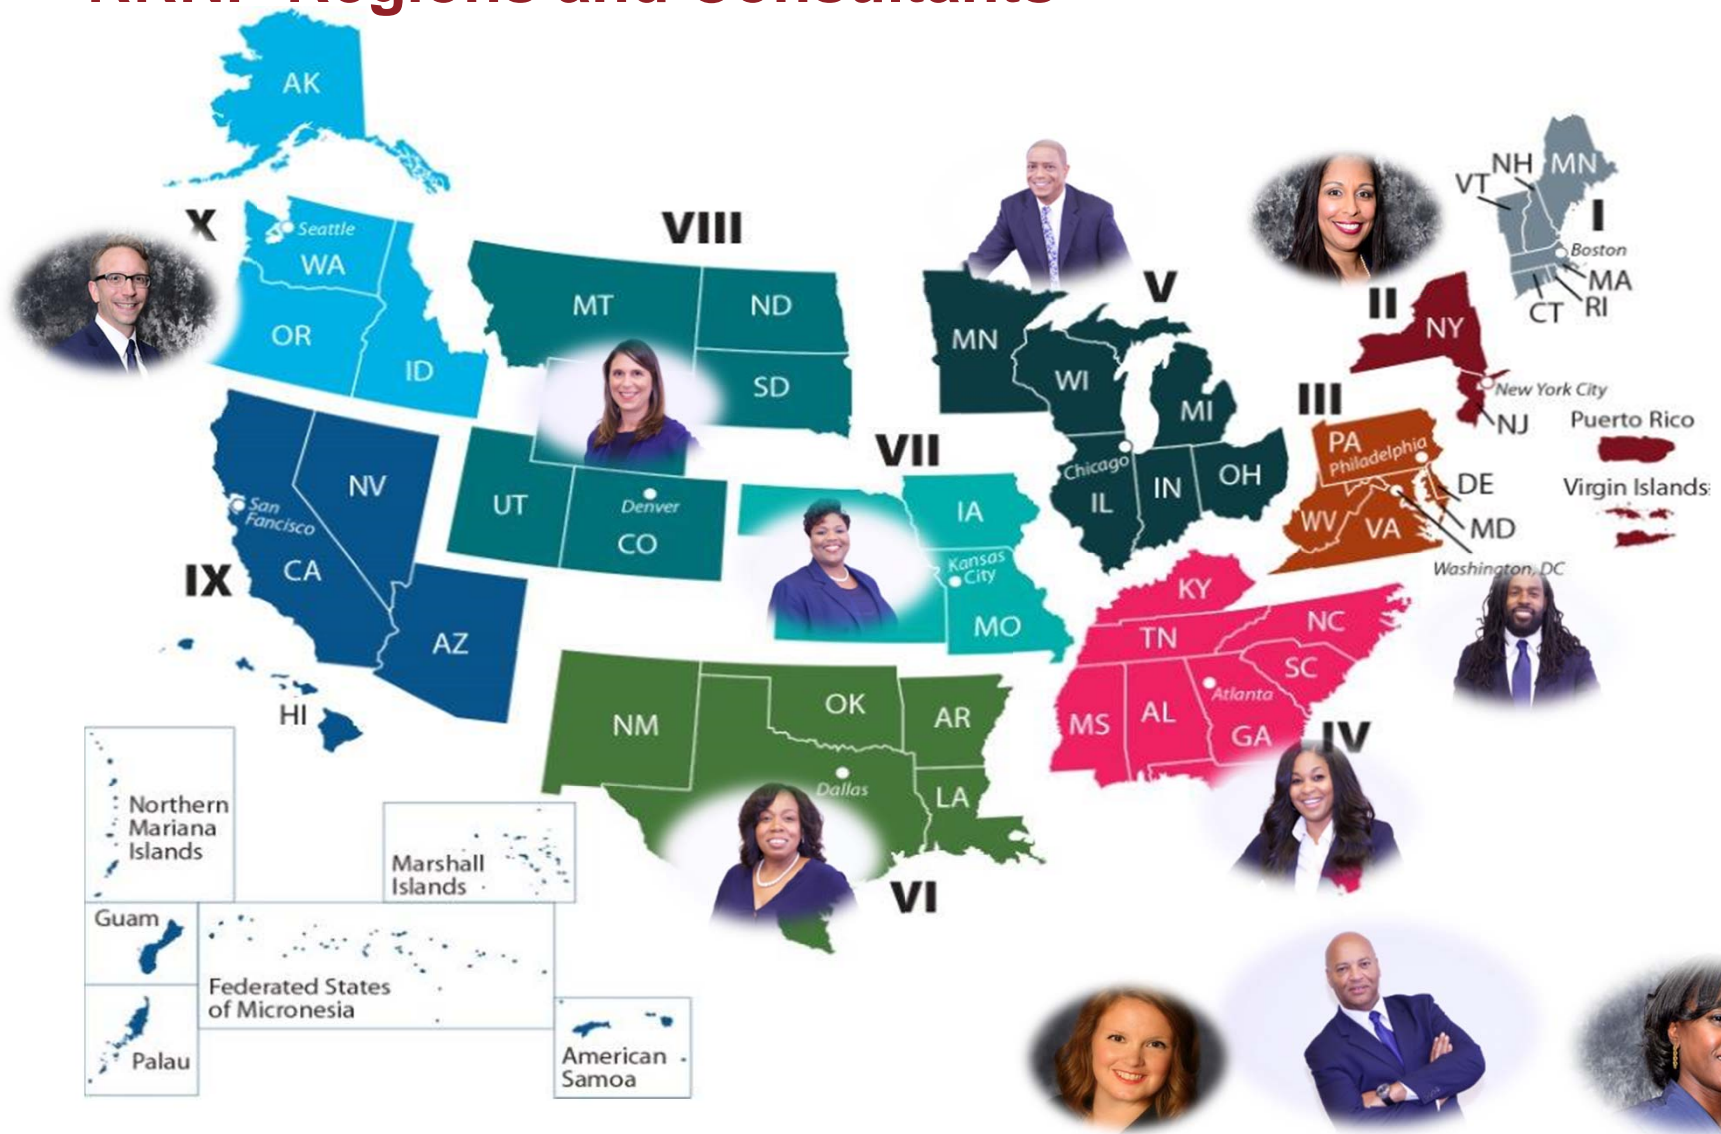 Regions and Consultants
AK
X
Seattle
WA
OR
ID
VIII
MT
ND
SD
UT
Denver
CO
V
MN
WI
MI
Chicago
IL
IN
OH
NH
MN
VT
I
Boston
MA
RI
CT
II
NY
New York City
NJ
Puerto Rico
Virgin Islands
III
PA
Philadelphia
DE
WV
VA
MD
Washington, DC
VII
IA
Kansas
City
MO
NV
San
Fancisco
CA
IX
AZ
HI
KY
TN
NC
SC
Atlanta
MS
AL
GA
IV
NM
OK
AR
Dallas
LA
VI
Northern
Mariana
Islands
Marshall
Islands
Guam
Federated States
of Micronesia
Palau
American
Samoa